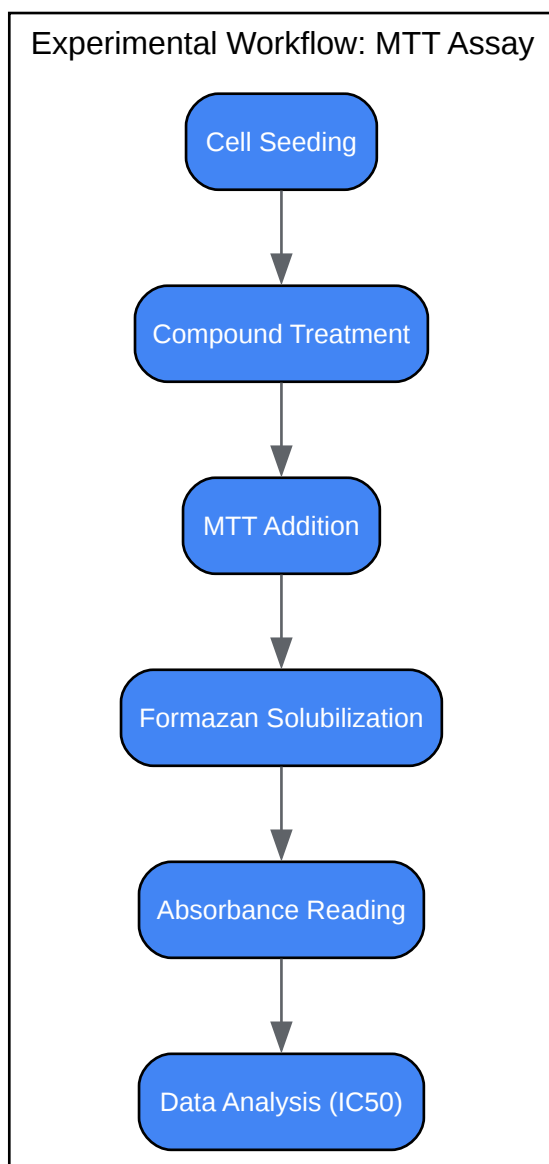 Experimental Workflow: MTT Assay
Cell Seeding
Compound Treatment
MTT Addition
Formazan Solubilization
Absorbance Reading
Data Analysis (IC50)